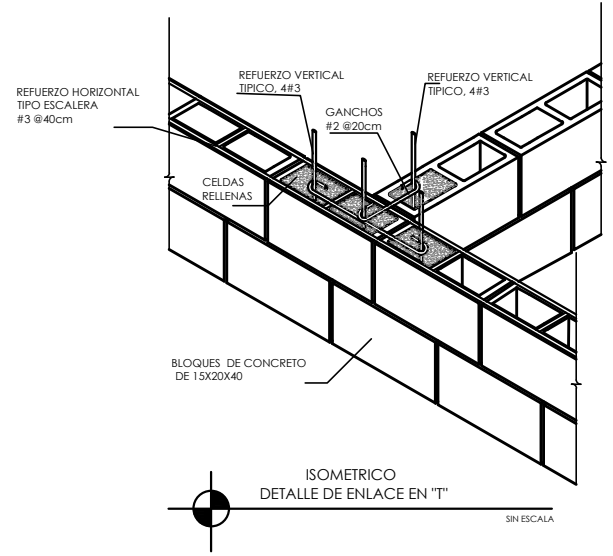 REFUERZO HORIZONTAL
TIPO ESCALERA
#3 @40cm
REFUERZO VERTICAL
TIPICO, 4#3
GANCHOS
#2 @20cm
REFUERZO VERTICAL
TIPICO, 4#3
CELDAS
RELLENAS
BLOQUES DE CONCRETO
DE 15X20X40
ISOMETRICO
DETALLE DE ENLACE EN "T"
SIN ESCALA